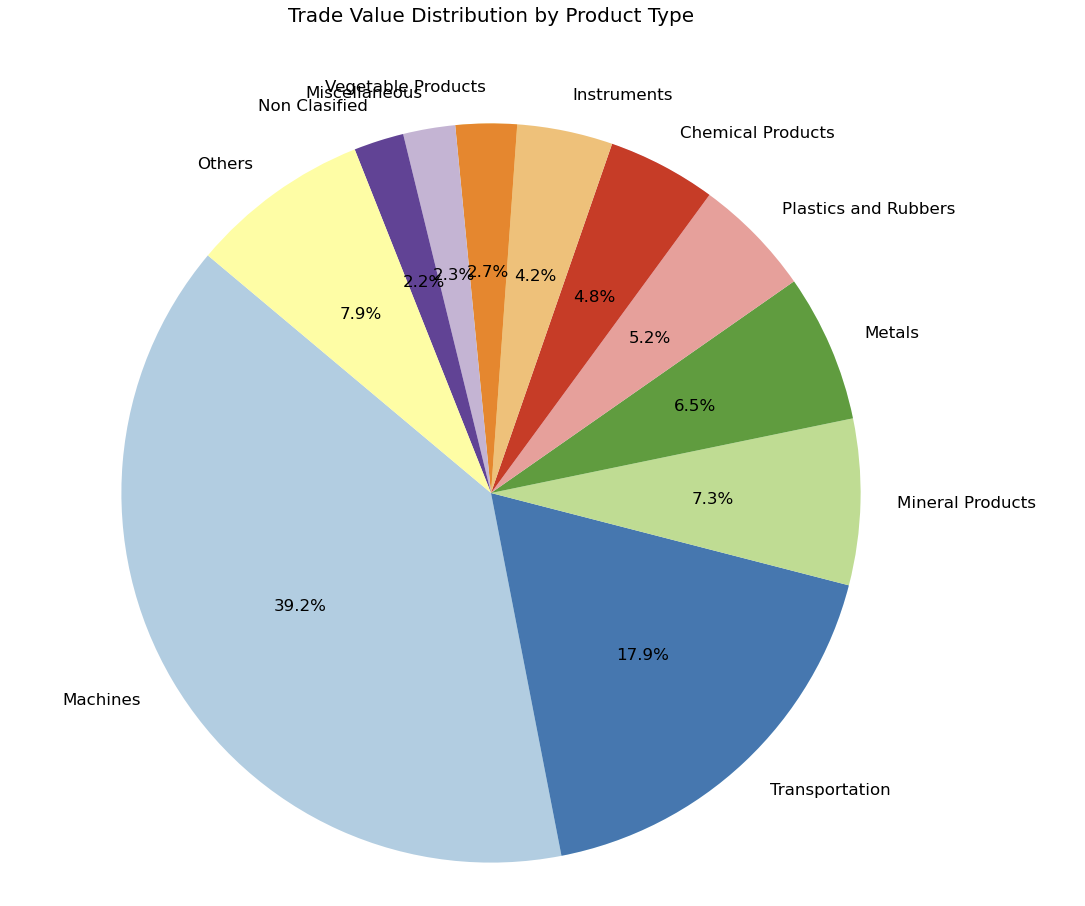 Trade Value Distribution by Product Type
Vegetable Products
Miscellaneous
Instruments
Non Clasified
Chemical Products
Others
Plastics and Rubbers
2.7%
2.3%
4.2%
2.2%
4.8%
7.9%
Metals
5.2%
6.5%
7.3%
Mineral Products
39.2%
17.9%
Machines
Transportation